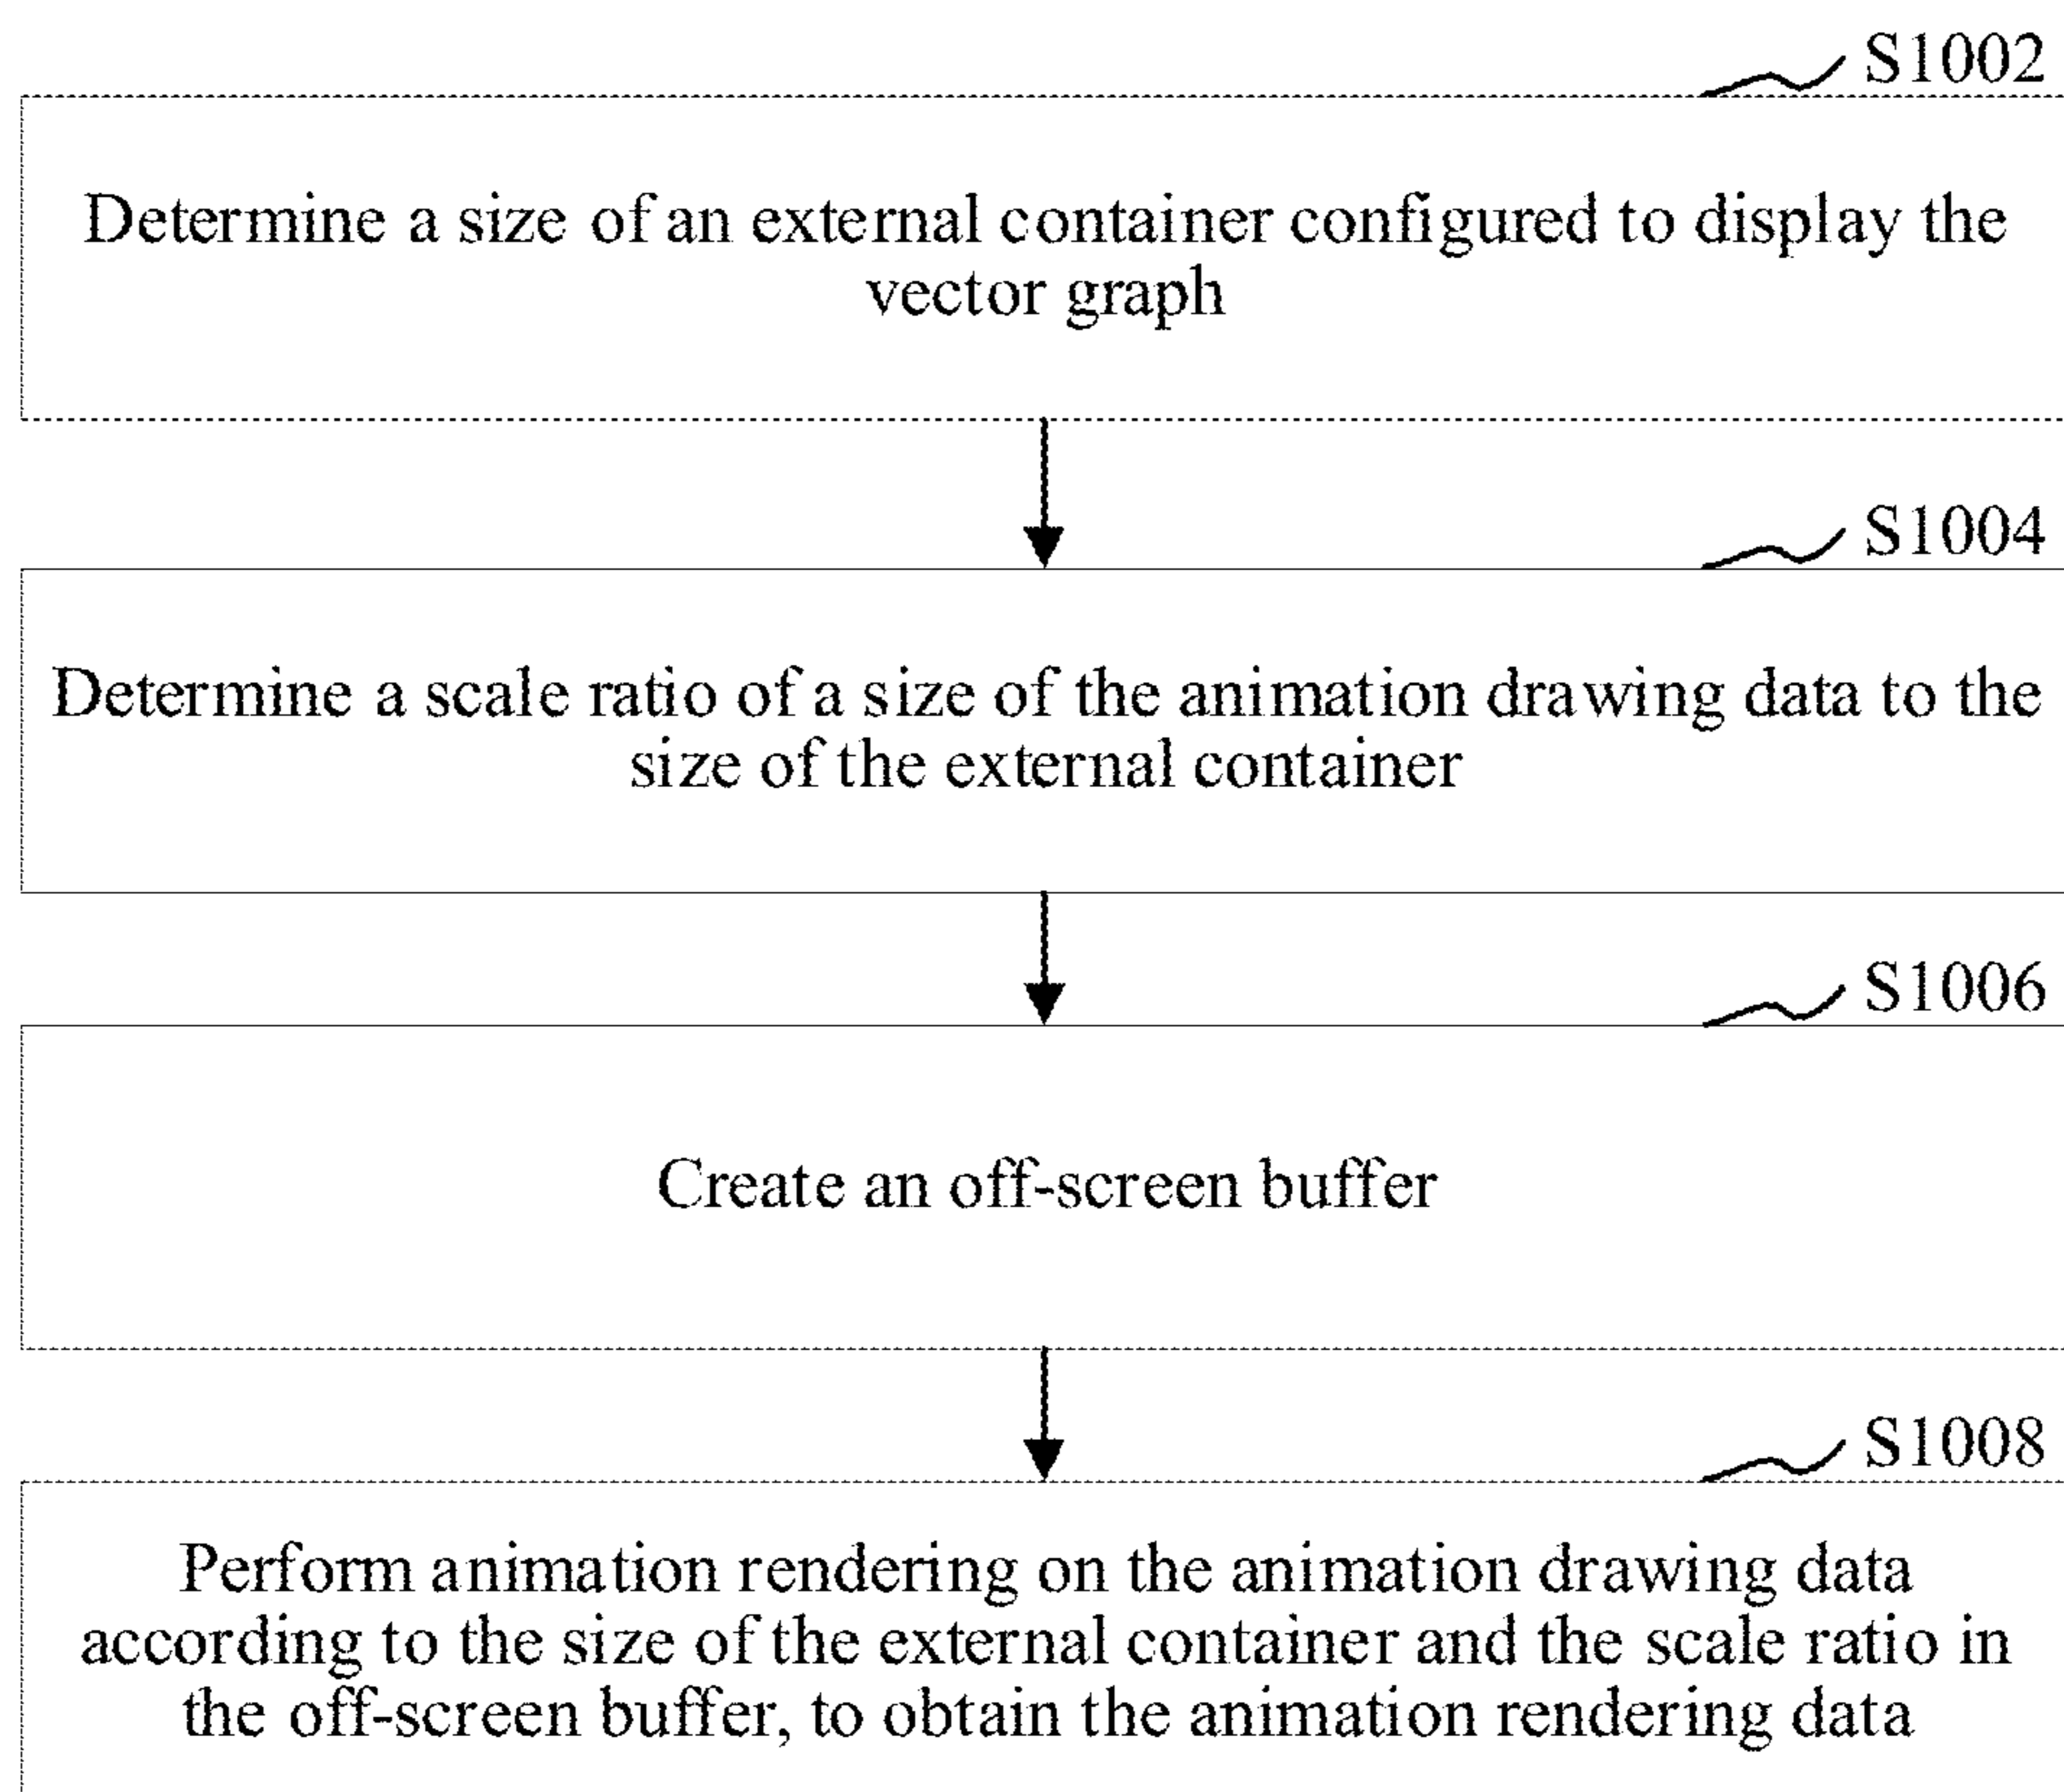 S1002
Determine a size of an external container configured to display the
vector graph
S1004
Determine a scale ratio of a size of the animation drawing data to the
size of the external container
S1006
Create an off-screen buffer
S1008
Perform animation rendering on the animation drawing data
according to the size of the external container and the scale ratio in
the off-screen buffer, to obtain the animation rendering data